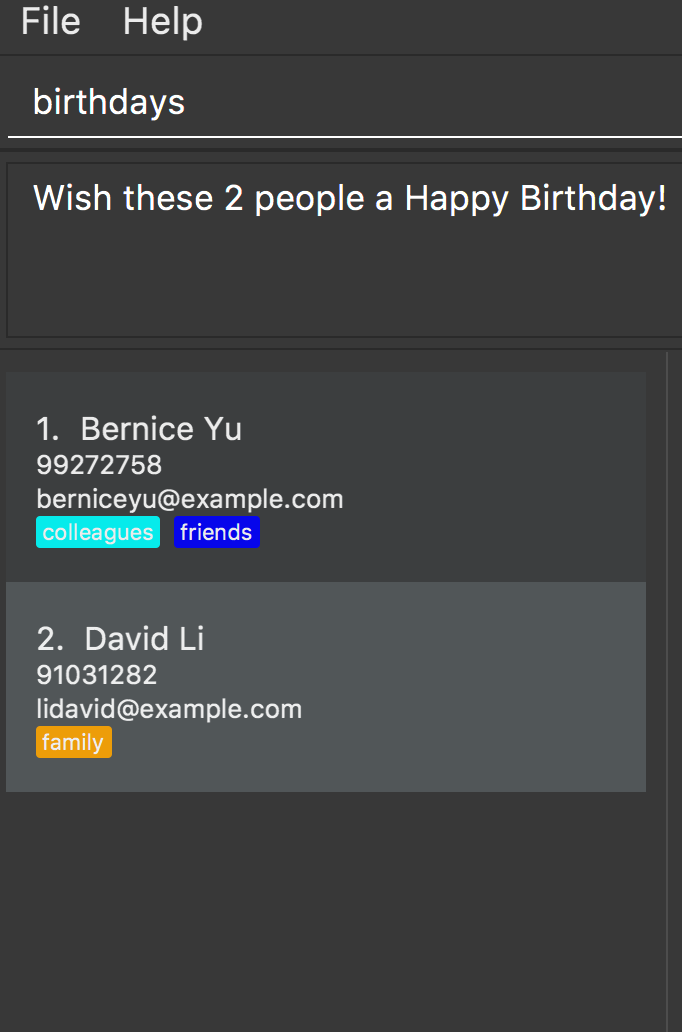 File Help
birthdays
Wish these 2 people a Happy Birthday!
1. Bernice Yu
99272758
berniceyu@example.com
colleagues friends
2. David Li
91031282
lidavid@example.com
family